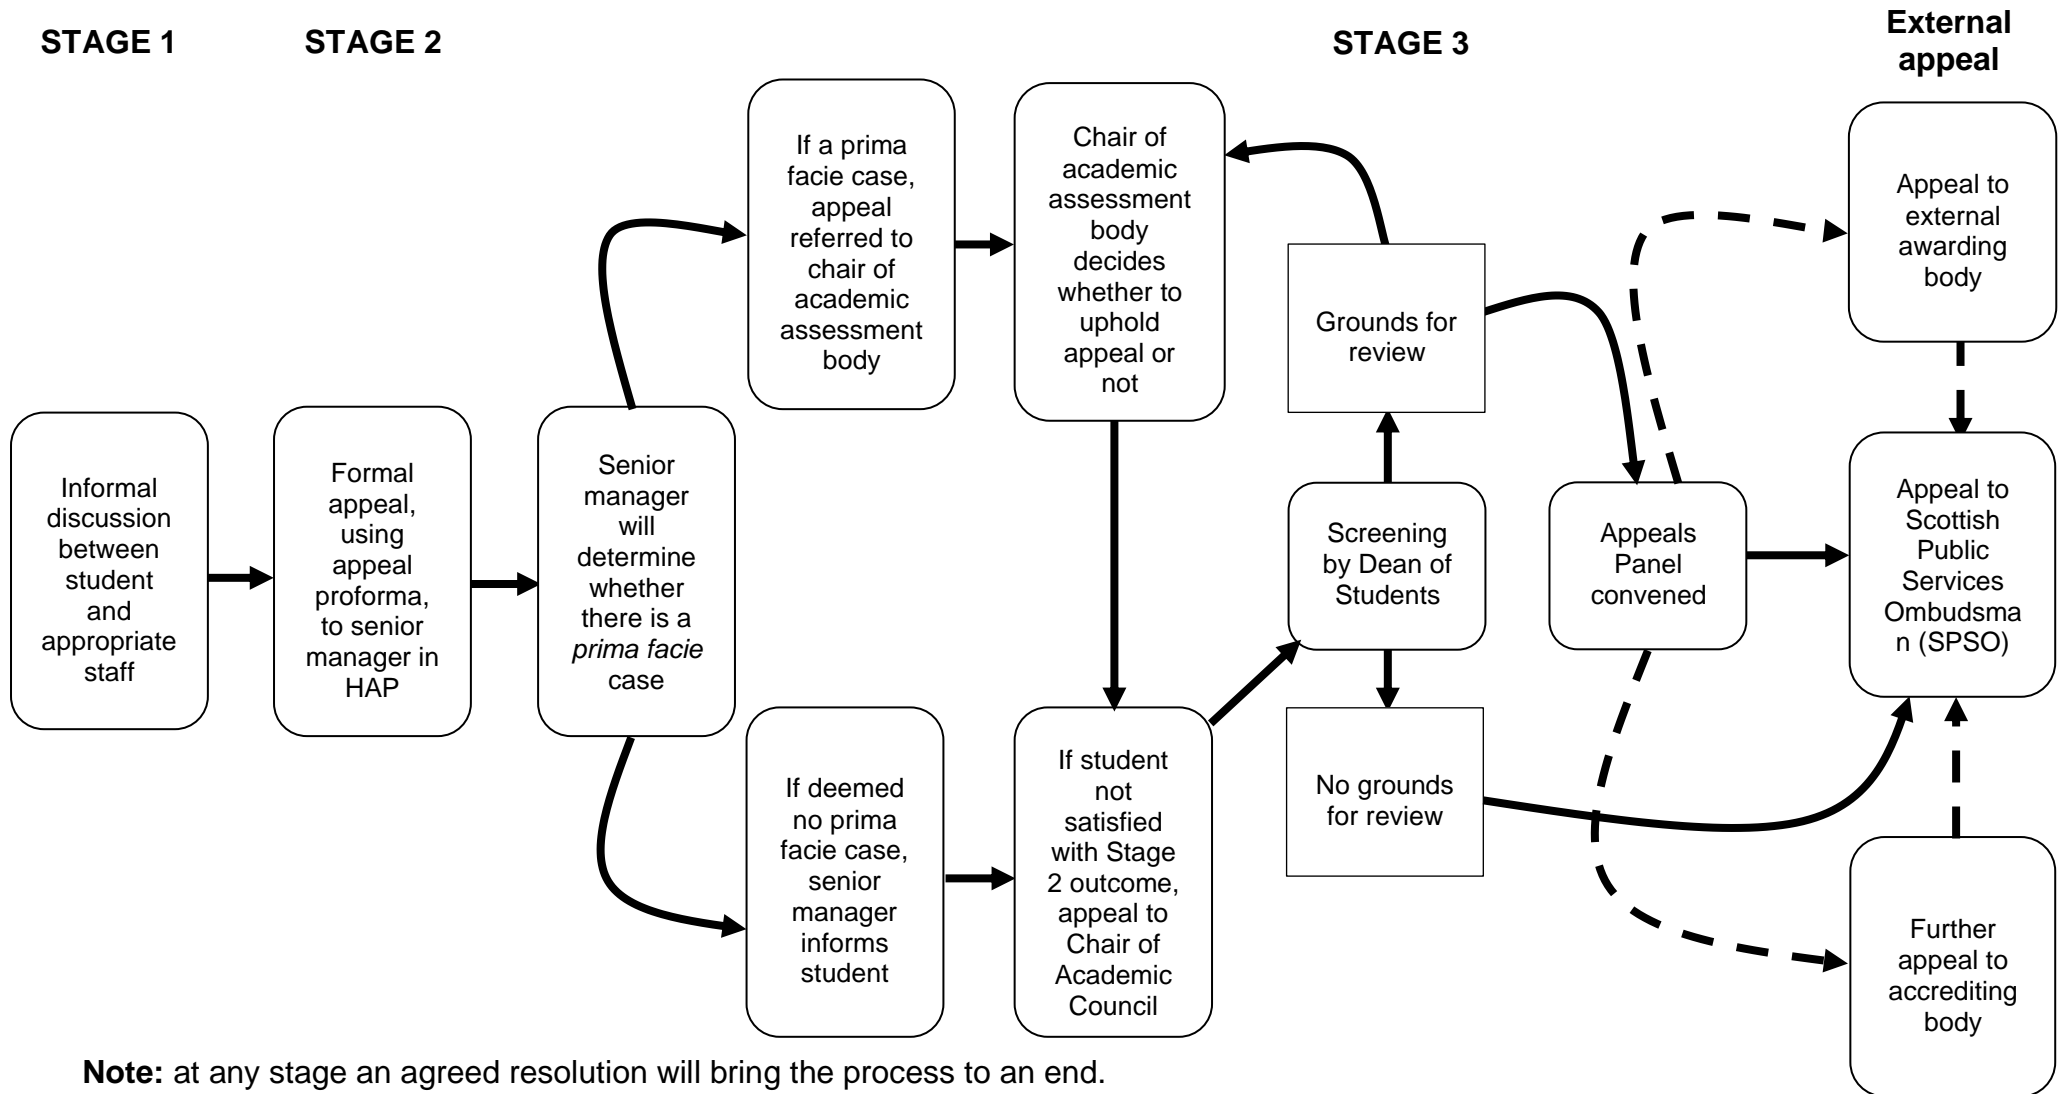 STAGE 1
STAGE 2
STAGE 3
External
appeal
Informal
discussion
between
student
and
appropriate
staff
Formal
appeal,
using
appeal
proforma,
to senior
manager in
HAP
Senior
manager
will
determine
whether
there is a
prima facie
case
If a prima
facie case,
appeal
referred to
chair of
academic
assessment
body
If deemed
no prima
facie case,
senior
manager
informs
student
Chair of
academic
assessment
body
decides
whether to
uphold
appeal or
not
If student
not
satisfied
with Stage
2 outcome,
appeal to
Chair of
Academic
Council
Grounds for
review
Screening
by Dean of
Students
No grounds
for review
Appeals
Panel
convened
Appeal to
external
awarding
body
Appeal to
Scottish
Public
Services
Ombudsma
n (SPSO)
Further
appeal to
accrediting
body
Note: at any stage an agreed resolution will bring the process to an end.